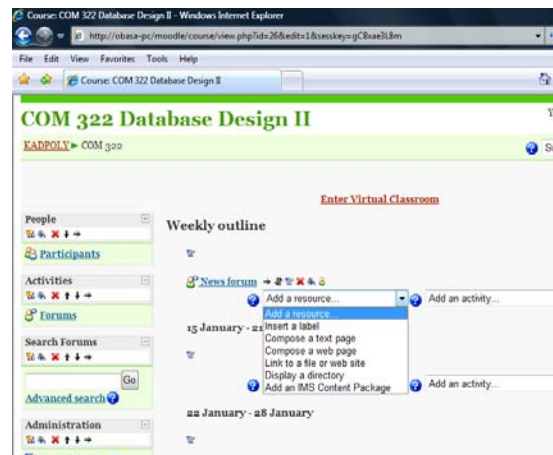 Course: COM 322 Database Design II - Windows Internet Explorer
http://obasa-pc/moodle/course/view.php?id=26&edit=1&sesskey=gC8xae3L8m
File Edit View Favorites Tools Help
Course: COM 322 Database Design II
COM 322 Database Design II
KADPOLY ► COM 322
Enter Virtual Classroom
People
Participants
Activities
Forums
Search Forums
Go
Advanced search
Administration
Weekly outline
News forum
Add a resource...
Add an activity...
Add a resource...
Insert a label
Compose a text page
Compose a web page
Link to a file or web site
Display a directory
Add an IMS Content Package
15 January - 21
Add an activity...
22 January - 28 January